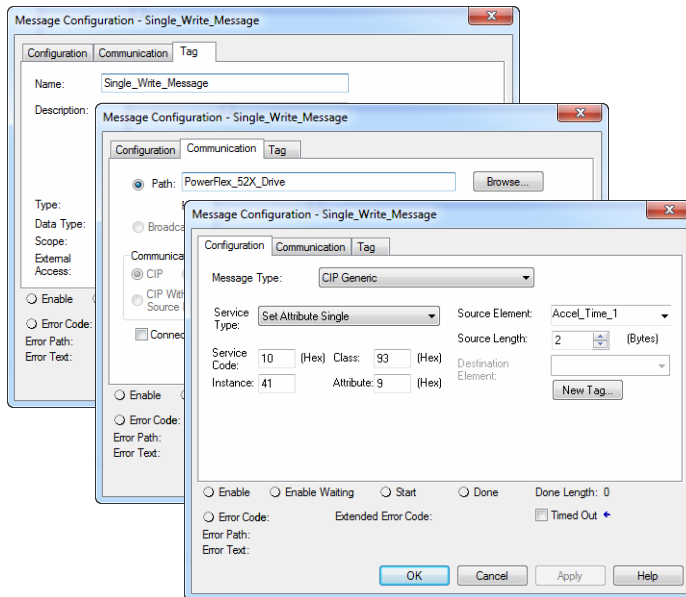 Message Configuration - Single_Write_Message
Configuration Communication Tag
Name: Single_Write_Message
Description:
Type:
Data Type:
Scope:
External
Access:
Enable
Error Code:
Error Path:
Error Text:
Message Configuration - Single_Write_Message
Configuration Communication Tag
Path: PowerFlex_52X_Drive Browse...
Broadca
Communica
CIP
CIP With
Source
Connec
Enable
Error Code:
Error Path:
Error Text:
Message Configuration - Single_Write_Message
Configuration Communication Tag
Message Type: CIP Generic
Service
Type: Set Attribute Single
Source Element: Accel_Time_1
Source Length: 2 (Bytes)
Service
Code: 10 (Hex) Class: 93 (Hex)
Destination
Element:
Instance: 41 Attribute: 9 (Hex)
New Tag...
Enable Enable Waiting Start Done Done Length: 0
Error Code: Extended Error Code: Timed Out
Error Path:
Error Text:
OK Cancel Apply Help